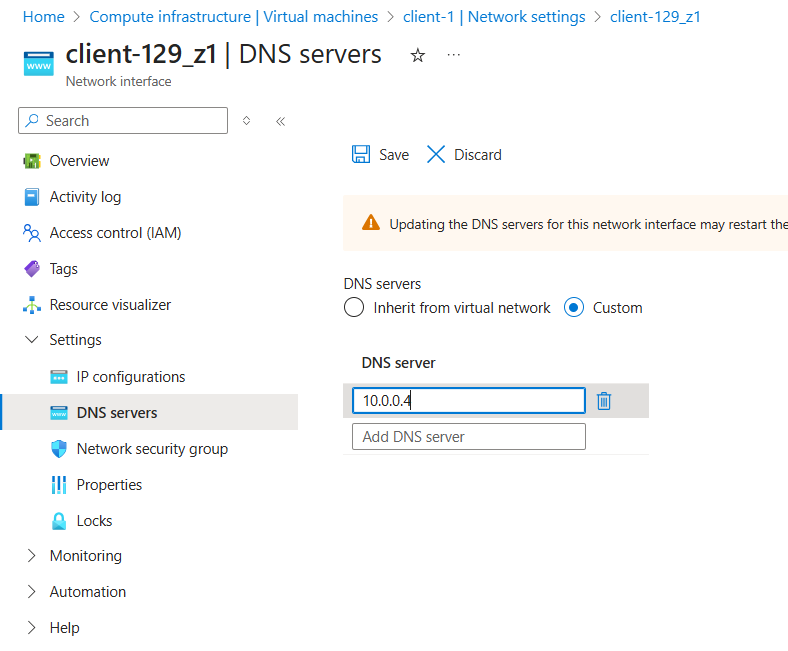 Home > Compute infrastructure | Virtual machines > client-1 | Network settings > client-129_z1
client-129_z1 | DNS servers
Network interface
www
Search
Overview
Activity log
Access control (IAM)
Tags
Resource visualizer
Settings
IP configurations
DNS servers
Network security group
Properties
Locks
Monitoring
Automation
Help
Save Discard
Updating the DNS servers for this network interface may restart the
DNS servers
Inherit from virtual network Custom
DNS server
10.0.0.4
Add DNS server